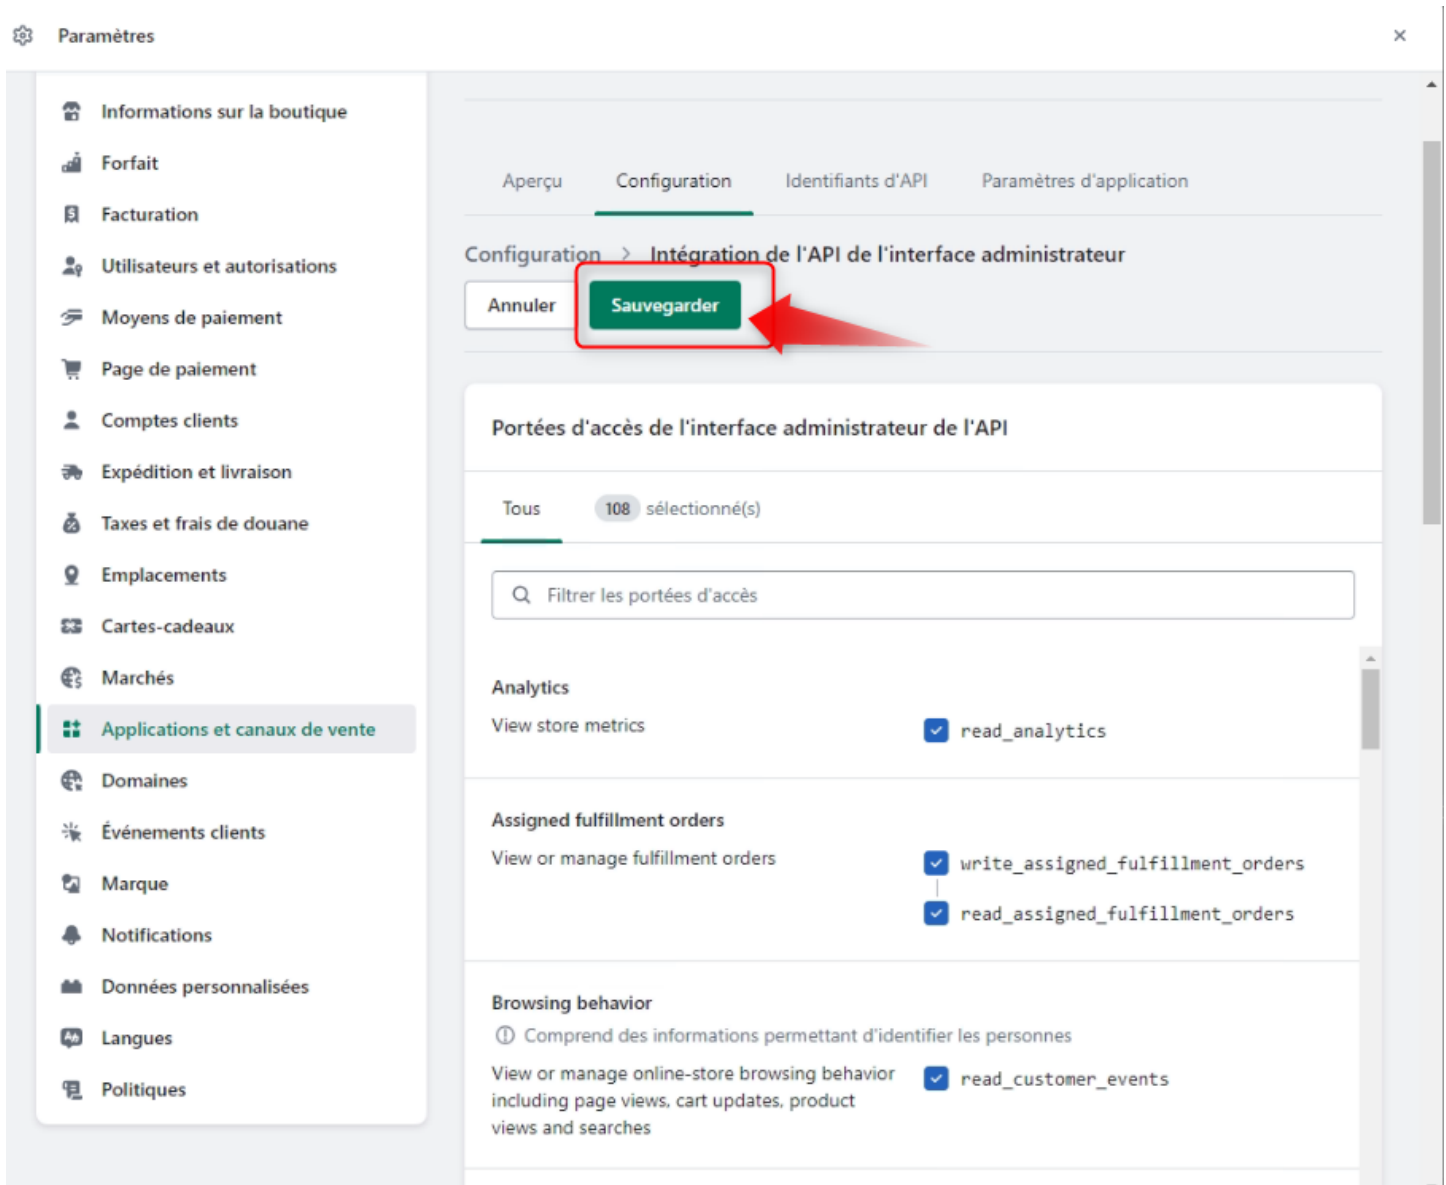 Paramètres
Informations sur la boutique
Forfait
Facturation
Utilisateurs et autorisations
Moyens de paiement
Page de paiement
Comptes clients
Expédition et livraison
Taxes et frais de douane
Emplacements
Cartes-cadeaux
Marchés
Applications et canaux de vente
Domaines
Événements clients
Marque
Notifications
Données personnalisées
Langues
Politiques
Aperçu Configuration Identifiants d'API Paramètres d'application
Configuration > Intégration de l'API de l'interface administrateur
Annuler Sauvegarder
Portées d'accès de l'interface administrateur de l'API
Tous 108 sélectionné(s)
Filtrer les portées d'accès
Analytics
View store metrics read_analytics
Assigned fulfillment orders
View or manage fulfillment orders write_assigned_fulfillment_orders
read_assigned_fulfillment_orders
Browsing behavior
Comprend des informations permettant d'identifier les personnes
View or manage online-store browsing behavior read_customer_events
including page views, cart updates, product
views and searches